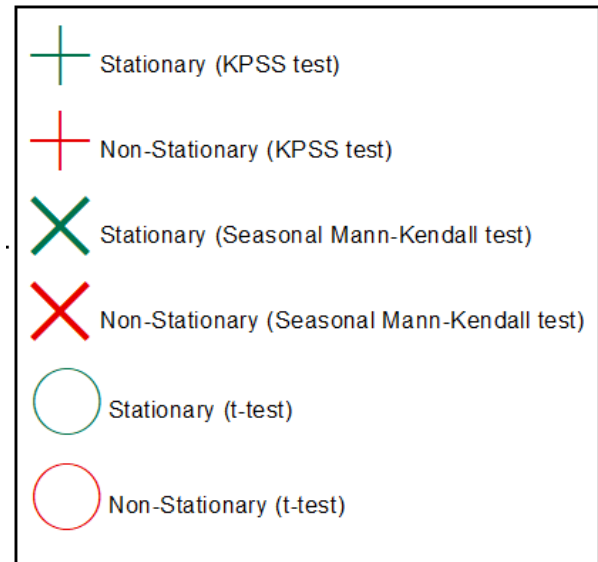 Stationary (KPSS test)
Non-Stationary (KPSS test)
Stationary (Seasonal Mann-Kendall test)
Non-Stationary (Seasonal Mann-Kendall test)
Stationary (t-test)
Non-Stationary (t-test)